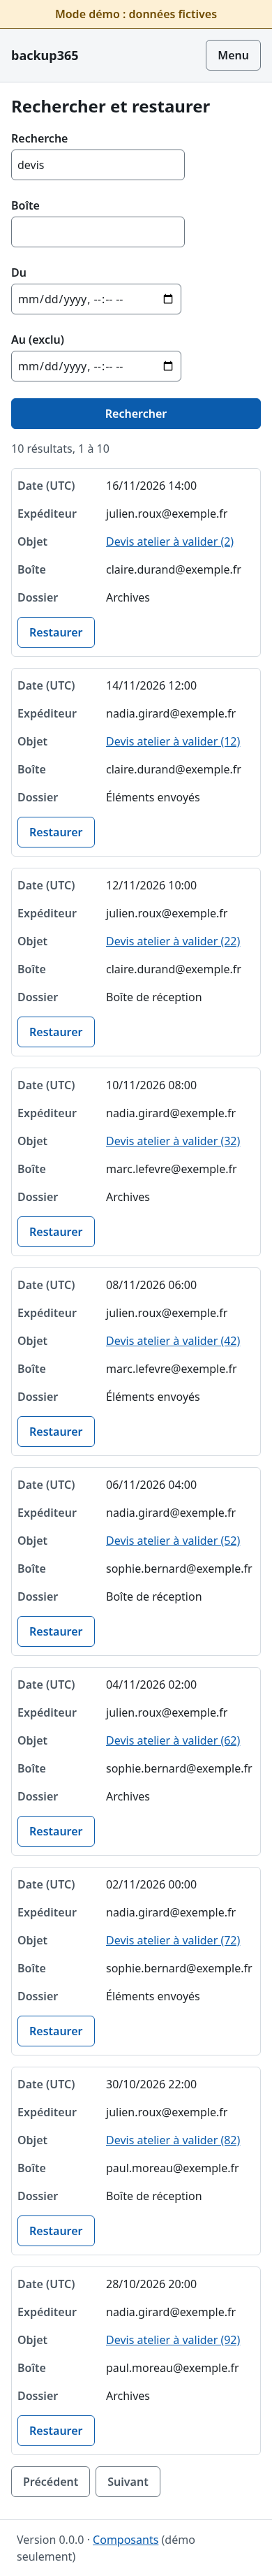 Mode démo : données fictives
backup365
Menu
Rechercher et restaurer
Recherche
devis
Boîte
Du
mm/dd/yyyy, --:-- --
Au (exclu)
mm/dd/yyyy, --:-- --
Rechercher
10 résultats, 1 à 10
Date (UTC) 16/11/2026 14:00
Expéditeur julien.roux@exemple.fr
Objet Devis atelier à valider (2)
Boîte claire.durand@exemple.fr
Dossier Archives
Restaurer
Date (UTC) 14/11/2026 12:00
Expéditeur nadia.girard@exemple.fr
Objet Devis atelier à valider (12)
Boîte claire.durand@exemple.fr
Dossier Éléments envoyés
Restaurer
Date (UTC) 12/11/2026 10:00
Expéditeur julien.roux@exemple.fr
Objet Devis atelier à valider (22)
Boîte claire.durand@exemple.fr
Dossier Boîte de réception
Restaurer
Date (UTC) 10/11/2026 08:00
Expéditeur nadia.girard@exemple.fr
Objet Devis atelier à valider (32)
Boîte marc.lefevre@exemple.fr
Dossier Archives
Restaurer
Date (UTC) 08/11/2026 06:00
Expéditeur julien.roux@exemple.fr
Objet Devis atelier à valider (42)
Boîte marc.lefevre@exemple.fr
Dossier Éléments envoyés
Restaurer
Date (UTC) 06/11/2026 04:00
Expéditeur nadia.girard@exemple.fr
Objet Devis atelier à valider (52)
Boîte sophie.bernard@exemple.fr
Dossier Boîte de réception
Restaurer
Date (UTC) 04/11/2026 02:00
Expéditeur julien.roux@exemple.fr
Objet Devis atelier à valider (62)
Boîte sophie.bernard@exemple.fr
Dossier Archives
Restaurer
Date (UTC) 02/11/2026 00:00
Expéditeur nadia.girard@exemple.fr
Objet Devis atelier à valider (72)
Boîte sophie.bernard@exemple.fr
Dossier Éléments envoyés
Restaurer
Date (UTC) 30/10/2026 22:00
Expéditeur julien.roux@exemple.fr
Objet Devis atelier à valider (82)
Boîte paul.moreau@exemple.fr
Dossier Boîte de réception
Restaurer
Date (UTC) 28/10/2026 20:00
Expéditeur nadia.girard@exemple.fr
Objet Devis atelier à valider (92)
Boîte paul.moreau@exemple.fr
Dossier Archives
Restaurer
Précédent Suivant
Version 0.0.0 · Composants (démo
seulement)